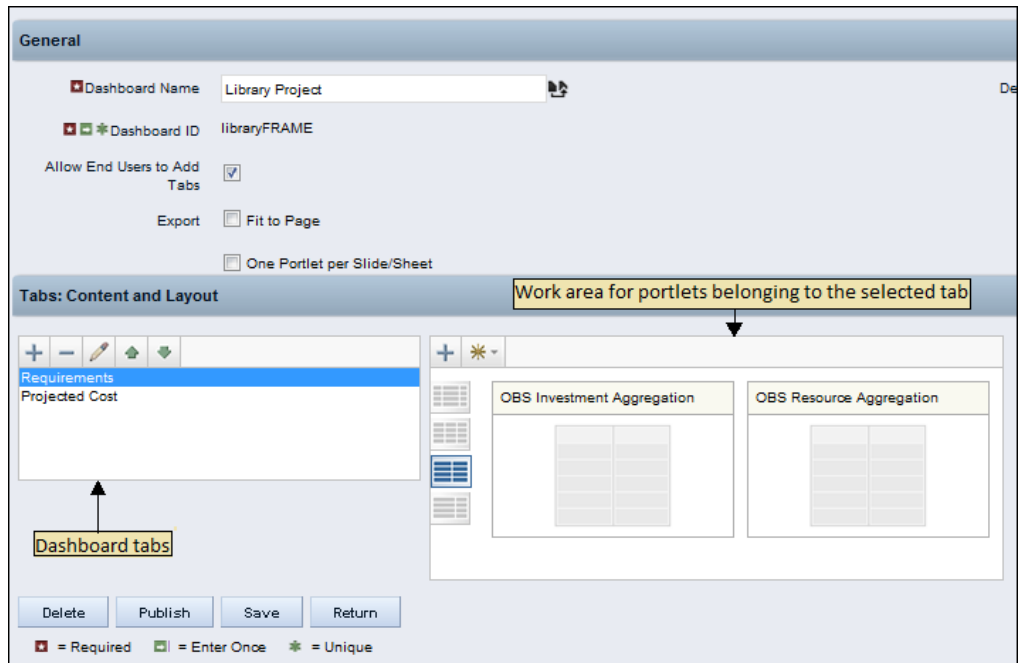 General
Dashboard Name Library Project De
Dashboard ID libraryFRAME
Allow End Users to Add
Tabs
Export Fit to Page
One Portlet per Slide/Sheet
Tabs: Content and Layout
Work area for portlets belonging to the selected tab
Requirements
Projected Cost
OBS Investment Aggregation OBS Resource Aggregation
Dashboard tabs
Delete Publish Save Return
= Required = Enter Once = Unique